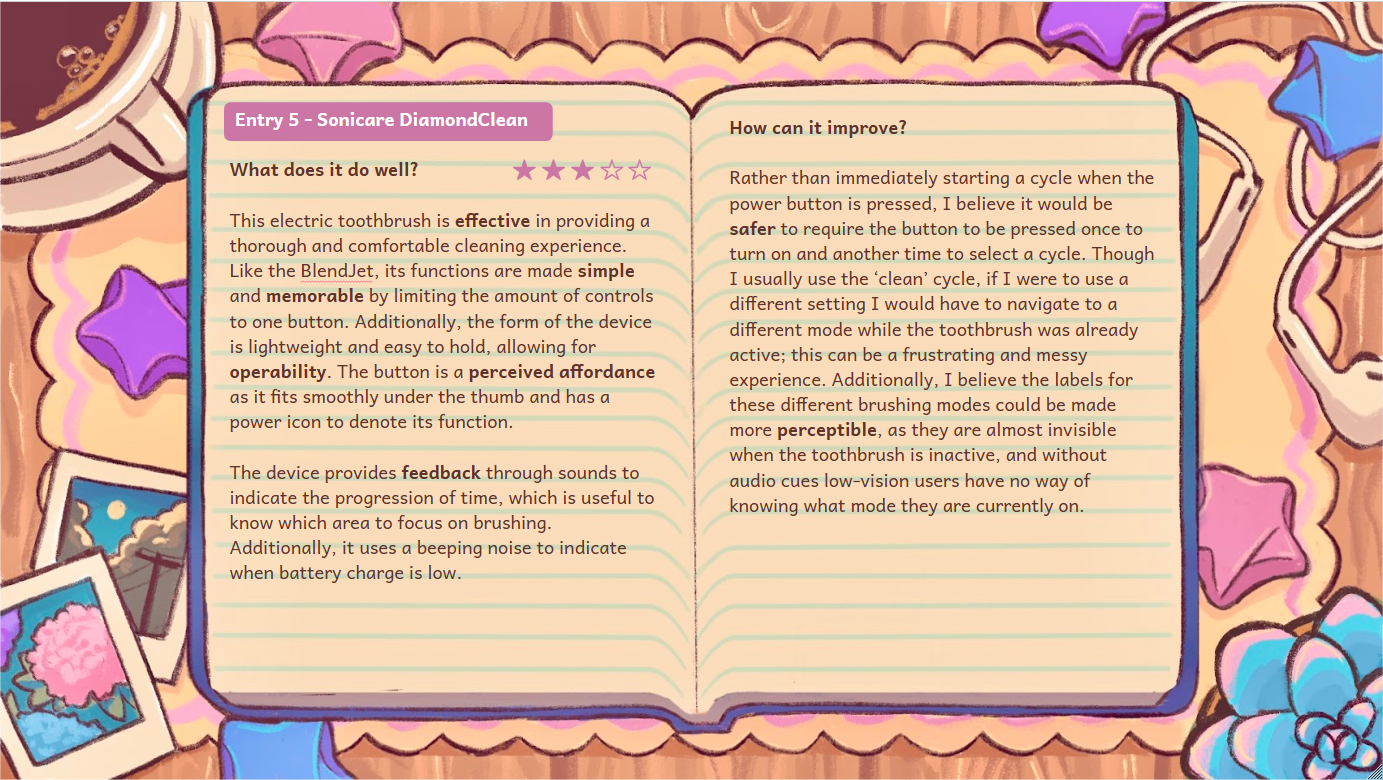 Entry 5 - Sonicare DiamondClean
What does it do well?
This electric toothbrush is effective in providing a
thorough and comfortable cleaning experience.
Like the BlendJet, its functions are made simple
and memorable by limiting the amount of controls
to one button. Additionally, the form of the device
is lightweight and easy to hold, allowing for
operability. The button is a perceived affordance
as it fits smoothly under the thumb and has a
power icon to denote its function.
The device provides feedback through sounds to
indicate the progression of time, which is useful to
know which area to focus on brushing.
Additionally, it uses a beeping noise to indicate
when battery charge is low.
How can it improve?
Rather than immediately starting a cycle when the
power button is pressed, I believe it would be
safer to require the button to be pressed once to
turn on and another time to select a cycle. Though
I usually use the ‘clean’ cycle, if I were to use a
different setting I would have to navigate to a
different mode while the toothbrush was already
active; this can be a frustrating and messy
experience. Additionally, I believe the labels for
these different brushing modes could be made
more perceptible, as they are almost invisible
when the toothbrush is inactive, and without
audio cues low-vision users have no way of
knowing what mode they are currently on.